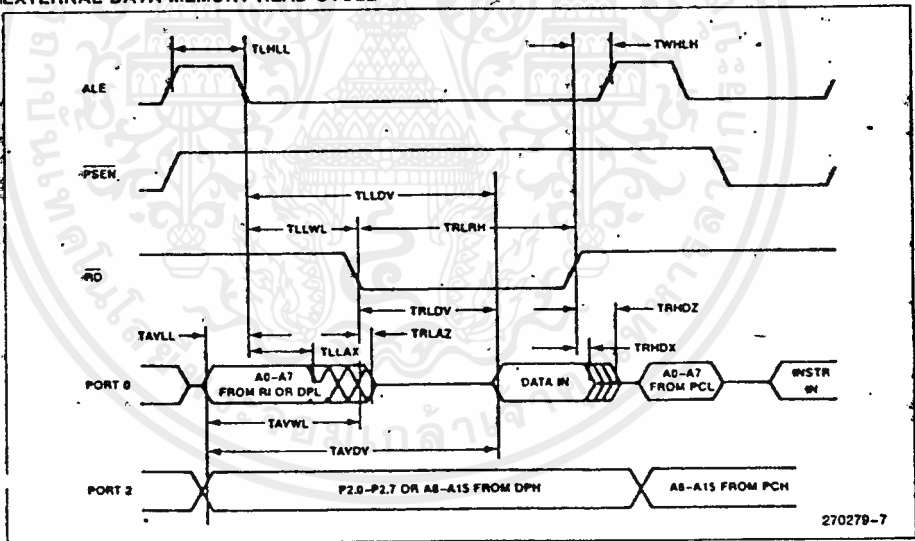 EXTERNAL DATA MEMORY READ CYCLE
TLHLL
TWHLH
ALE
PSEN
TLLDV
TLLWL
TRLRH
RD
TRLDV
TRHDZ
TAVLL
TRLAZ
TLLAX
TRHDX
PORT 0
A0-A7
FROM RI OR DPL
DATA IN
A0-A7
FROM PCL
INSTR
IN
TAVWL
TAVDV
PORT 2
P2.0-P2.7 OR A8-A15 FROM DPH
A8-A15 FROM PCH
270279-7